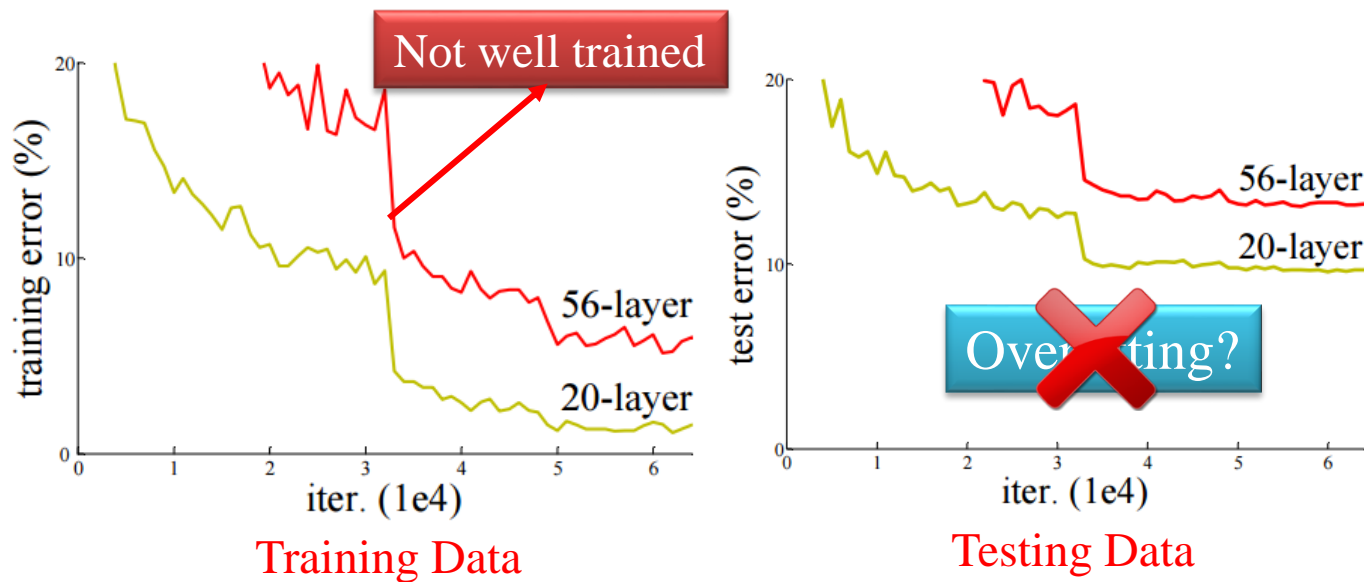 Not well trained
20
10
0
training error (%)
56-layer
20-layer
0 1 2 3 4 5 6
iter. (1e4)
Training Data
20
10
0
test error (%)
56-layer
20-layer
Over ting?
0 1 2 3 4 5 6
iter. (1e4)
Testing Data